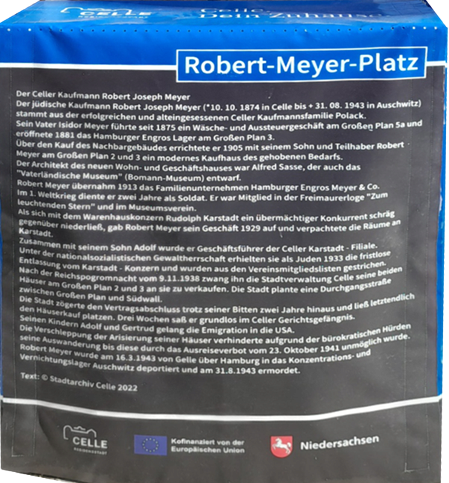 CELLE
Celle.
Dein Zuhause
Robert-Meyer-Platz
Der Celler Kaufmann Robert Joseph Meyer
Der jüdische Kaufmann Robert Joseph Meyer (*10. 10. 1874 in Celle bis + 31. 08. 1943 in Auschwitz)
stammt aus der erfolgreichen und alteingesessenen Celler Kaufmannsfamilie Polack.
Sein Vater Isidor Meyer führte seit 1875 ein Wäsche- und Aussteuergeschäft am Großen Plan 5a und
eröffnete 1881 das Hamburger Engros Lager am Großen Plan 3.
Über den Kauf des Nachbargebäudes errichtete er 1905 mit seinem Sohn und Teilhaber Robert
Meyer am Großen Plan 2 und 3 ein modernes Kaufhaus des gehobenen Bedarfs.
Der Architekt des neuen Wohn- und Geschäftshauses war Alfred Sasse, der auch das
"Vaterländische Museum" (Bomann-Museum) entwarf.
Robert Meyer übernahm 1913 das Familienunternehmen Hamburger Engros Meyer & Co.
Im 1. Weltkrieg diente er zwei Jahre als Soldat. Er war Mitglied in der Freimaurerloge "Zum
leuchtenden Stern" und im Museumsverein.
Als sich mit dem Warenhauskonzern Rudolph Karstadt ein übermächtiger Konkurrent schräg
gegenüber niederließ, gab Robert Meyer sein Geschäft 1929 auf und verpachtete die Räume an
Karstadt.
Zusammen mit seinem Sohn Adolf wurde er Geschäftsführer der Celler Karstadt - Filiale.
Unter der nationalsozialistischen Gewaltherrschaft erhielten sie als Juden 1933 die fristlose
Entlassung vom Karstadt - Konzern und wurden aus den Vereinsmitgliedslisten gestrichen.
Nach der Reichspogromnacht vom 9.11.1938 zwang ihn die Stadtverwaltung Celle seine beiden
Häuser am Großen Plan 2 und 3 an sie zu verkaufen. Die Stadt plante eine Durchgangsstraße
zwischen Großen Plan und Südwall.
Die Stadt zögerte den Vertragsabschluss trotz seiner Bitten zwei Jahre hinaus und ließ letztendlich
den Häuserkauf platzen. Drei Wochen saß er grundlos im Celler Gerichtsgefängnis.
Seinen Kindern Adolf und Gertrud gelang die Emigration in die USA.
Die Verschleppung der Arisierung seiner Häuser verhinderte aufgrund der bürokratischen Hürden
seine Auswanderung bis diese durch das Ausreiseverbot vom 23. Oktober 1941 unmöglich wurde.
Robert Meyer wurde am 16.3.1943 von Gelle über Hamburg in das Konzentrations- und
Vernichtungslager Auschwitz deportiert und am 31.8.1943 ermordet.
Text: © Stadtarchiv Celle 2022
CELLE
RESIDENZSTADT
Kofinanziert von der
Europäischen Union
Niedersachsen